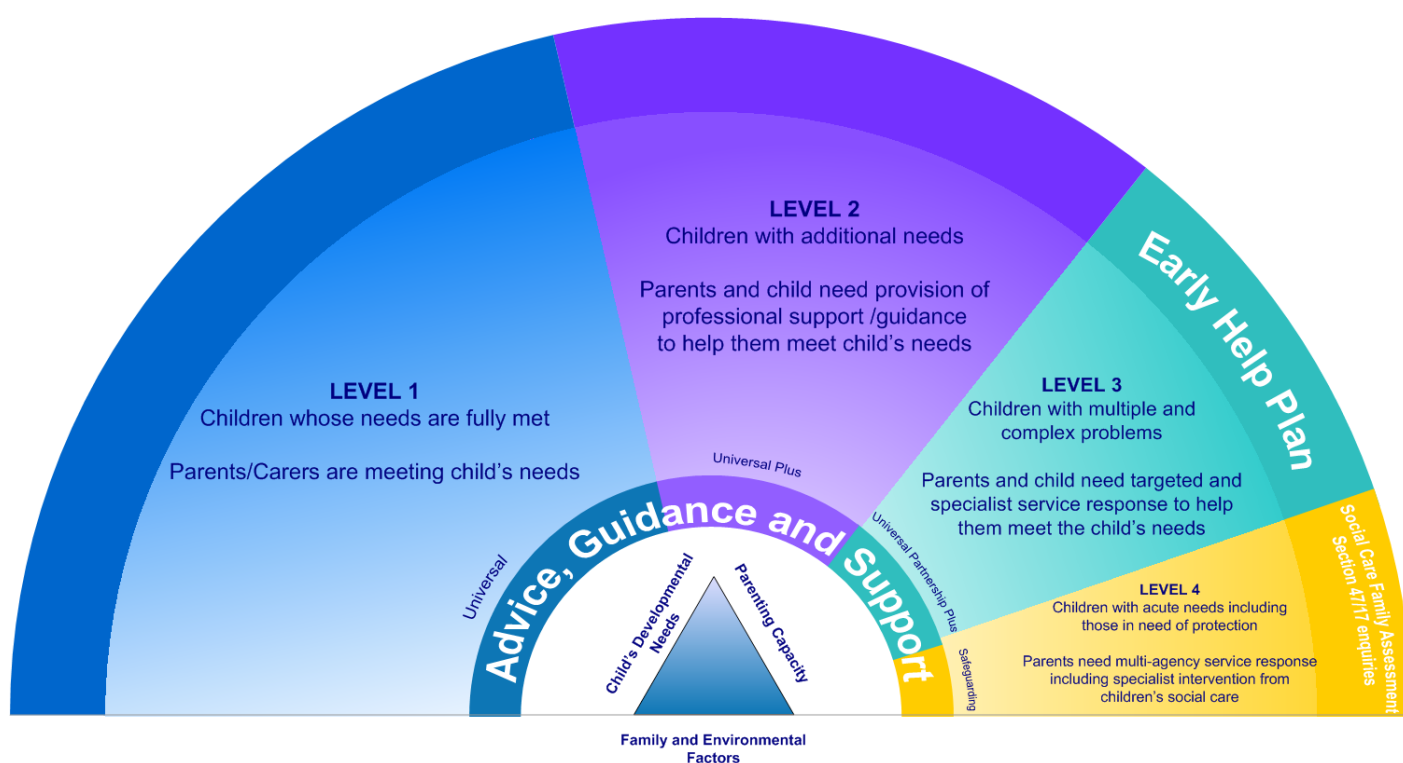 LEVEL 1
Children whose needs are fully met
Parents/Carers are meeting child's needs
LEVEL 2
Children with additional needs
Parents and child need provision of
professional support /guidance
to help them meet child's needs
LEVEL 3
Children with multiple and
complex problems
Parents and child need targeted and
specialist service response to help
them meet the child's needs
LEVEL 4
Children with acute needs including
those in need of protection
Parents need multi-agency service response
including specialist intervention from
children's social care
Early Help Plan
Social Care Family Assessment
Section 47/17 enquiries
Universal
Universal Plus
Universal Partnership Plus
Safeguarding
Advice, Guidance and Support
Child's Developmental
Needs
Parenting Capacity
Family and Environmental
Factors